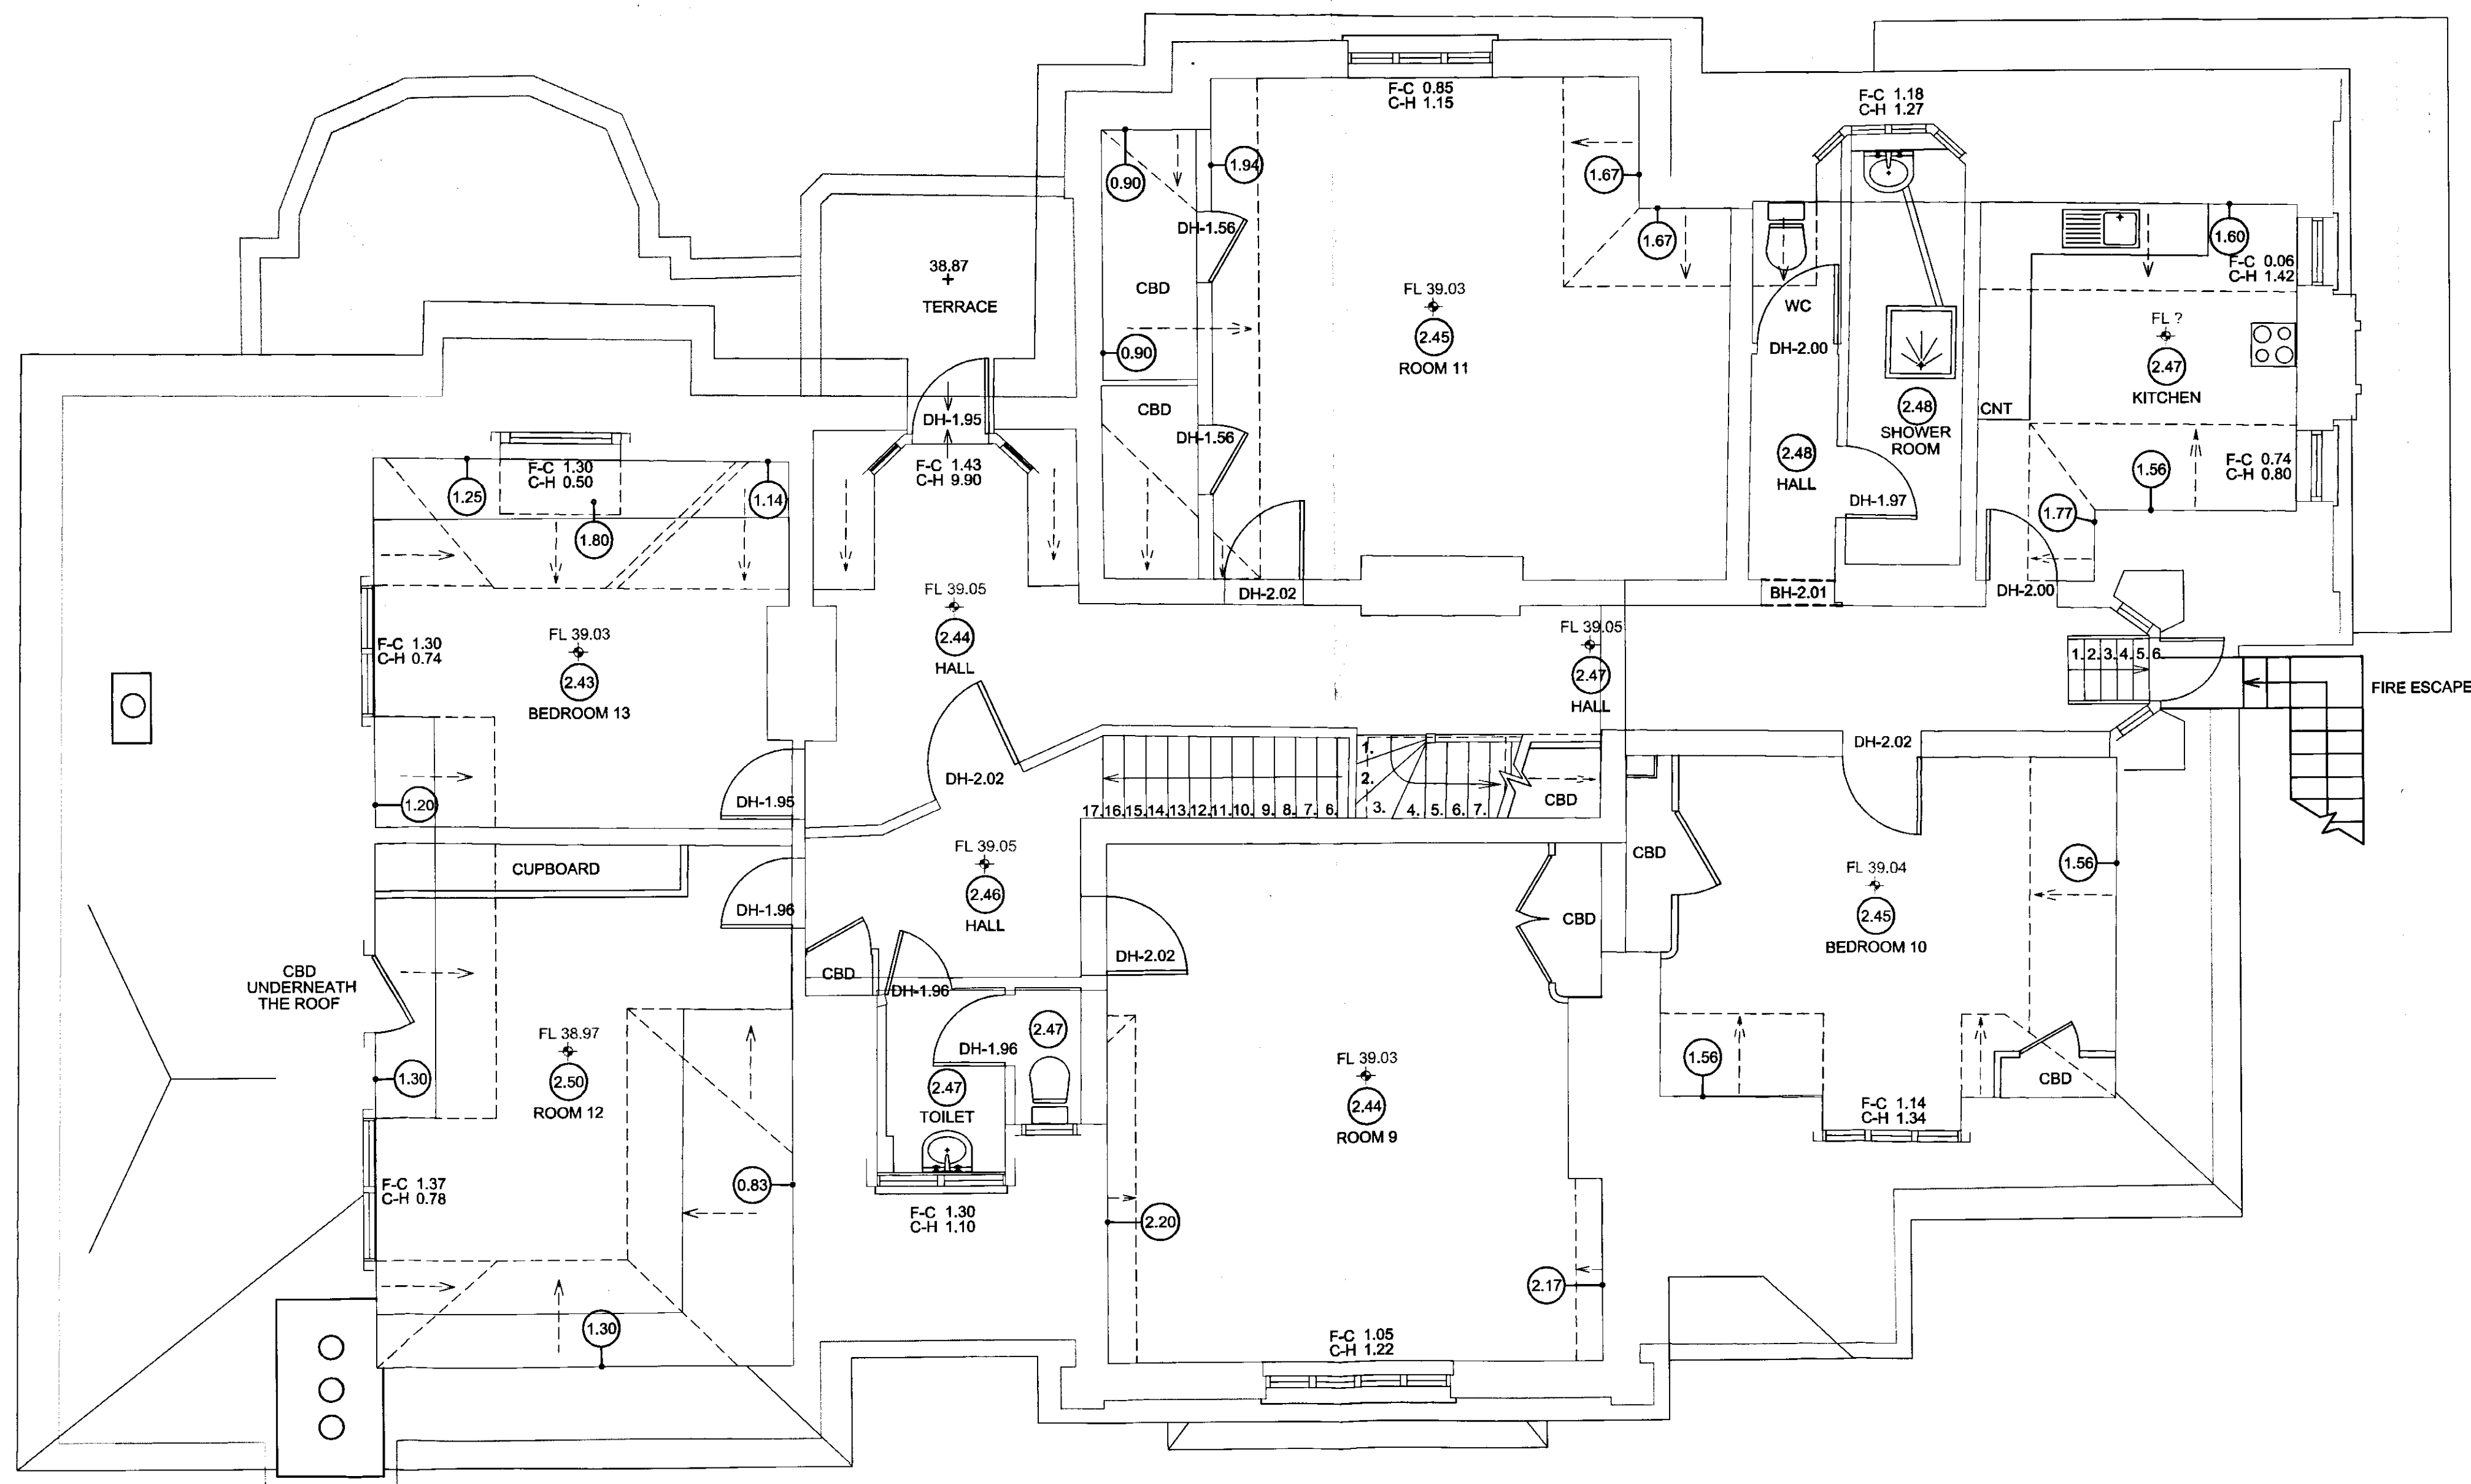 F-C 0.85
C-H 1.15
F-C 1.18
C-H 1.27
0.90
1.94
1.67
DH-1.56
1.67
1.60
F-C 0.06
C-H 1.42
38.87
TERRACE
CBD
FL 39.03
2.45
ROOM 11
WC
DH-2.00
FL ?
2.47
KITCHEN
0.90
CBD
DH-1.56
CNT
2.48
SHOWER
ROOM
DH-1.95
F-C 1.43
C-H 9.90
2.48
HALL
DH-1.97
1.56
F-C 0.74
C-H 0.80
1.77
1.25
F-C 1.30
C-H 0.50
1.14
1.80
DH-2.02
BH-2.01
DH-2.00
FL 39.05
2.44
HALL
FL 39.03
2.43
BEDROOM 13
F-C 1.30
C-H 0.74
FL 39.05
2.47
HALL
1. 2. 3. 4. 5. 6.
FIRE ESCAPE
DH-2.02
DH-2.02
DH-1.95
1.20
17. 16. 15. 14. 13. 12. 11. 10. 9. 8. 7. 6.
1.
2.
3. 4. 5. 6. 7.
CBD
CUPBOARD
DH-1.96
FL 39.05
2.46
HALL
CBD
CBD
FL 39.04
2.45
BEDROOM 10
1.56
CBD
UNDERNEATH
THE ROOF
CBD
DH-1.96
DH-2.02
1.30
FL 38.97
2.50
ROOM 12
DH-1.96
2.47
2.47
TOILET
FL 39.03
2.44
ROOM 9
1.56
CBD
F-C 1.14
C-H 1.34
F-C 1.37
C-H 0.78
0.83
F-C 1.30
C-H 1.10
2.20
2.17
1.30
F-C 1.05
C-H 1.22